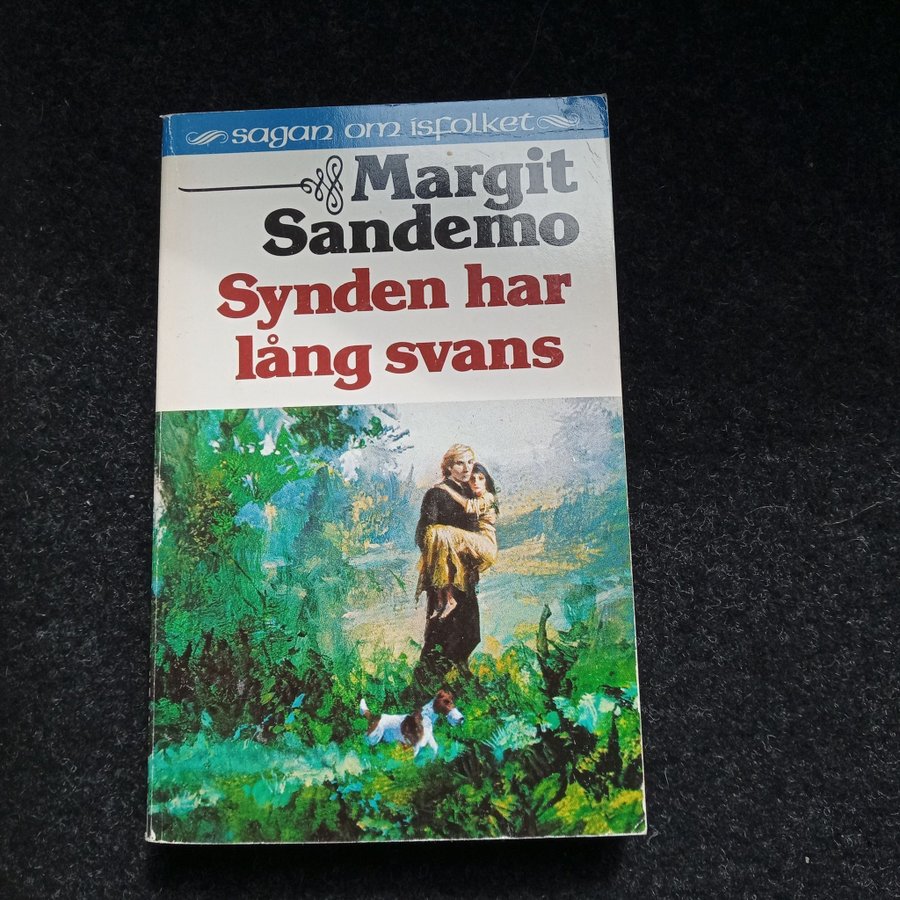 sagan om isfolket
Margit
Sandemo
Synden har
lång svans